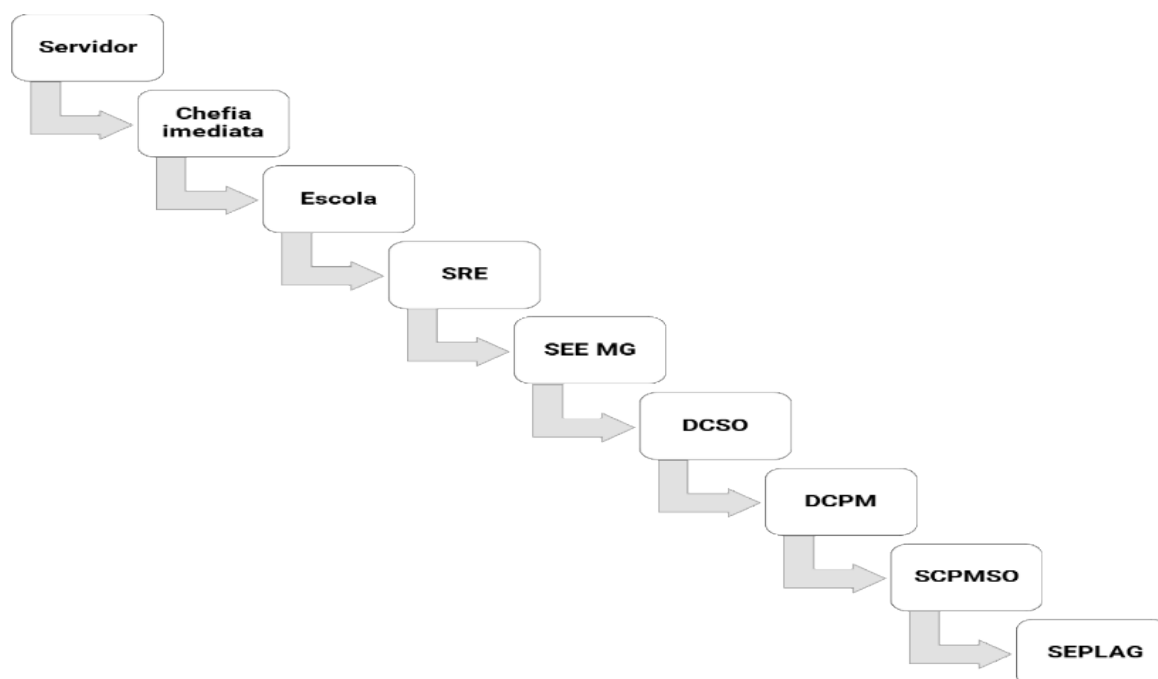 Servidor
Chefia
imediata
Escola
SRE
SEE MG
DCSO
DCPM
SCPMSO
SEPLAG